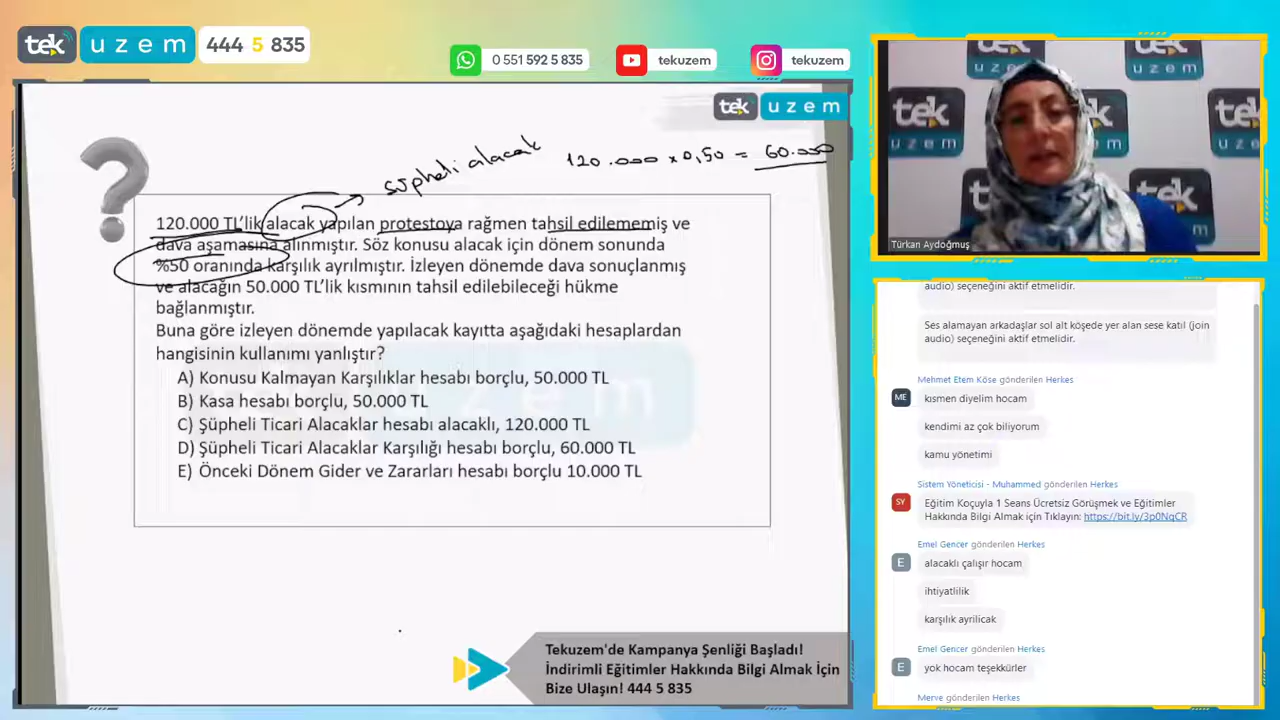 tek uzem 444 5 835
0 551 592 5 835 tekuzem tekuzem
tek uzem
şüpheli alacak 120.000 x 0,50 = 60.000
120.000 TL’lik alacak yapılan protestoya rağmen tahsil edilememiş ve
dava aşamasına alınmıştır. Söz konusu alacak için dönem sonunda
%50 oranında karşılık ayrılmıştır. İzleyen dönemde dava sonuçlanmış
ve alacağın 50.000 TL’lik kısmının tahsil edilebileceği hükme
bağlanmıştır.
Buna göre izleyen dönemde yapılacak kayıtta aşağıdaki hesaplardan
hangisinin kullanımı yanlıştır?
A) Konusu Kalmayan Karşılıklar hesabı borçlu, 50.000 TL
B) Kasa hesabı borçlu, 50.000 TL
C) Şüpheli Ticari Alacaklar hesabı alacaklı, 120.000 TL
D) Şüpheli Ticari Alacaklar Karşılığı hesabı borçlu, 60.000 TL
E) Önceki Dönem Gider ve Zararları hesabı borçlu 10.000 TL
uzem
Tekuzem'de Kampanya Şenliği Başladı!
İndirimli Eğitimler Hakkında Bilgi Almak İçin
Bize Ulaşın! 444 5 835
uzem
uzem
tek
tek
tek
tek
tek
Türkan Aydoğmuş
audio) seçeneğini aktif etmelidir.
Ses alamayan arkadaşlar sol alt köşede yer alan sese katıl (join
audio) seçeneğini aktif etmelidir.
Mehmet Etem Köse gönderilen Herkes
ME kısmen diyelim hocam
kendimi az çok biliyorum
kamu yönetimi
Sistem Yöneticisi - Muhammed gönderilen Herkes
SY Eğitim Koçuyla 1 Seans Ücretsiz Görüşmek ve Eğitimler
Hakkında Bilgi Almak için Tıklayın: https://bit.ly/3p0NqCR
Emel Gencer gönderilen Herkes
E alacaklı çalışır hocam
ihtiyatlilik
karşılık ayrilicak
Emel Gencer gönderilen Herkes
E yok hocam teşekkürler
Merve gönderilen Herkes